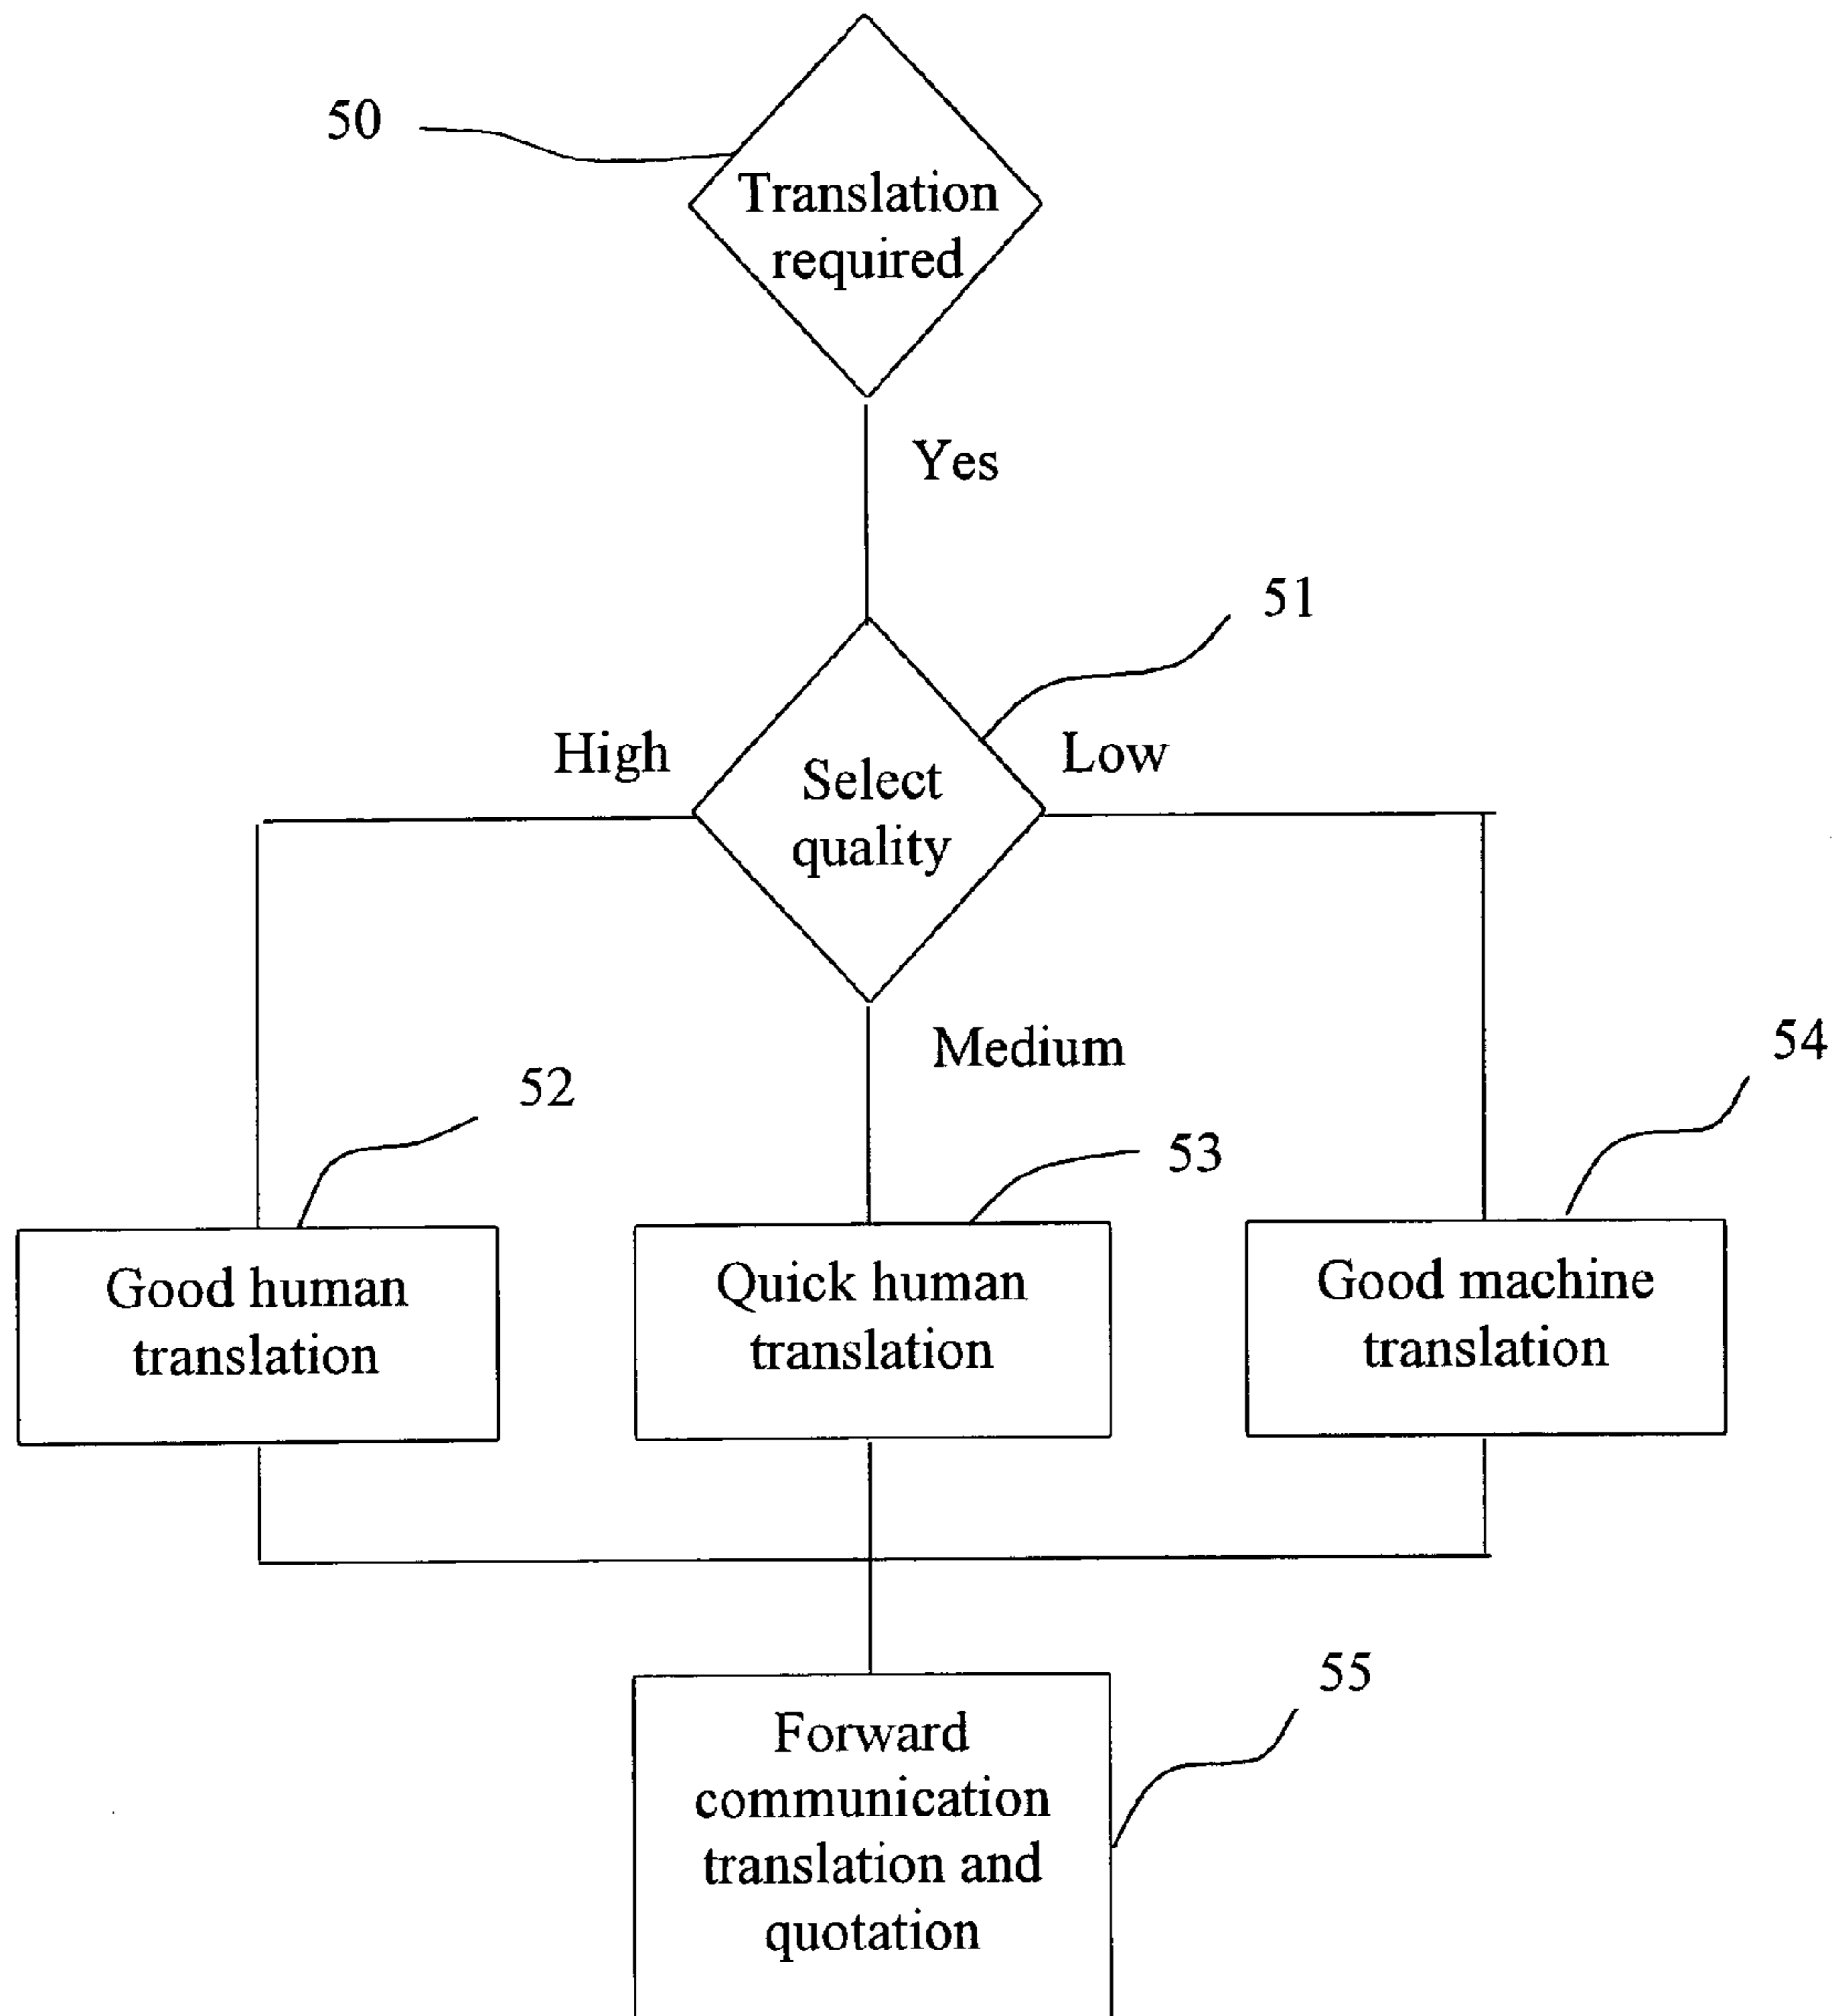 50
Translation
required
Yes
51
High
Low
Select
quality
Medium
54
52
53
Good human
translation
Quick human
translation
Good machine
translation
55
Forward
communication
translation and
quotation